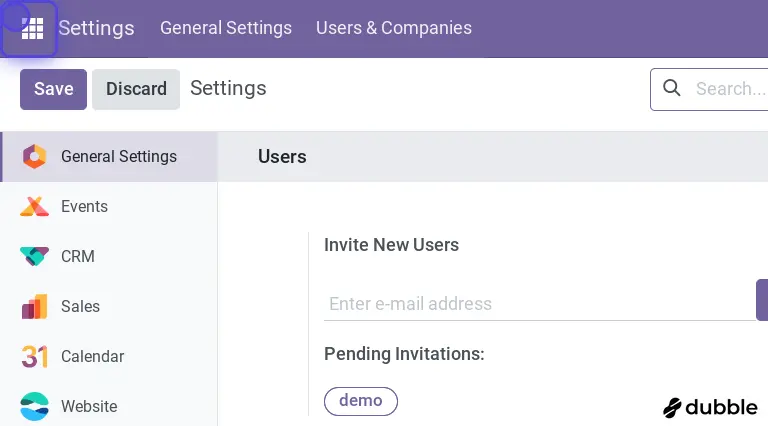 Settings General Settings Users & Companies
Save Discard Settings Search...
General Settings
Users
Events
Invite New Users
CRM
Sales
Enter e-mail address
31 Calendar
Pending Invitations:
Website
demo
dubble